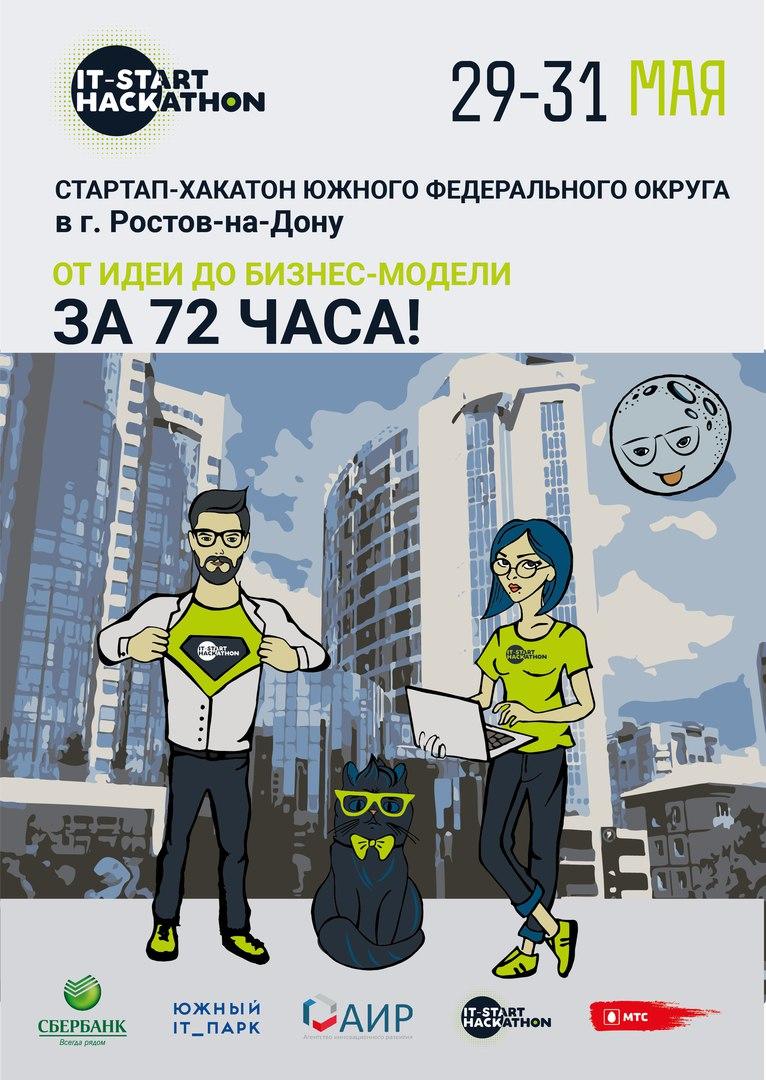 IT-START
HACKATHON
29-31 МАЯ
СТАРТАП-ХАКАТОН ЮЖНОГО ФЕДЕРАЛЬНОГО ОКРУГА
в г. Ростов-на-Дону
ОТ ИДЕИ ДО БИЗНЕС-МОДЕЛИ
ЗА 72 ЧАСА!
IT-START
HACKATHON
IT-START
HACKATHON
СБЕРБАНК
Всегда рядом
ЮЖНЫЙ
IT_ПАРК
АИР
Агентство инновационного развития
IT-START
HACKATHON
МТС